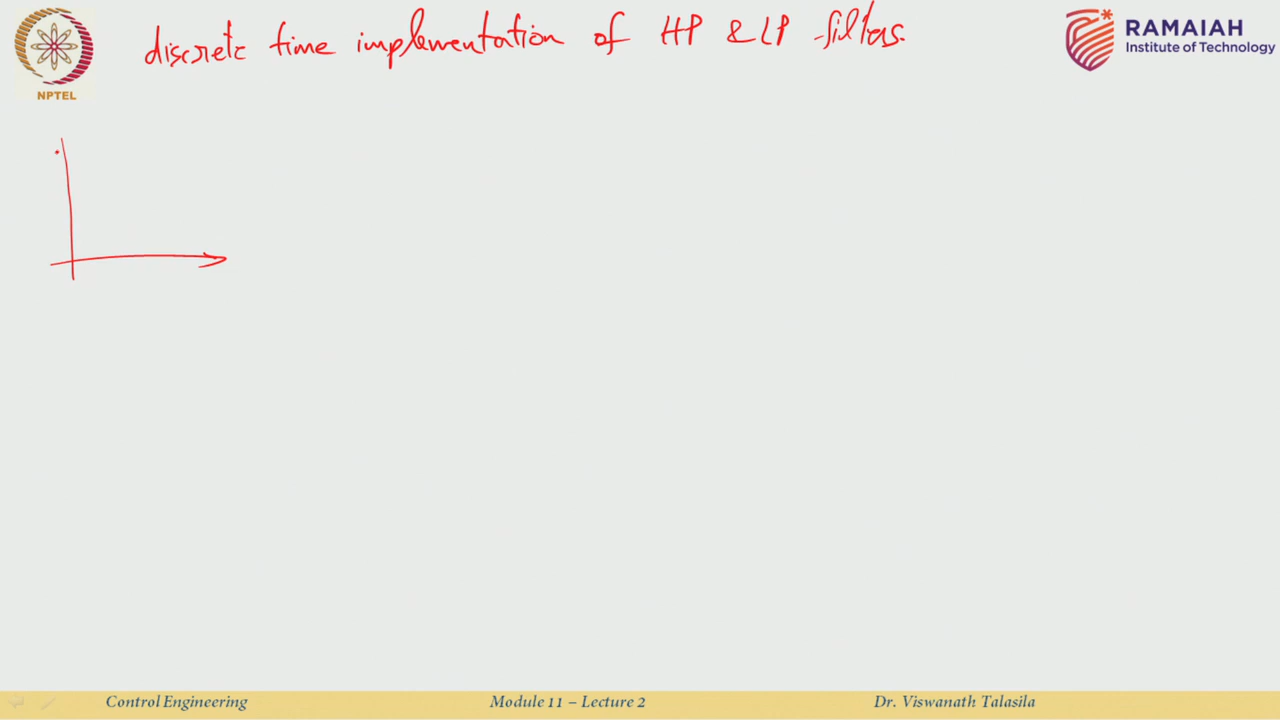 discrete time implementation of HP & LP filters.
NPTEL
RAMAIAH
Institute of Technology
Control Engineering
Module 11 – Lecture 2
Dr. Viswanath Talasila